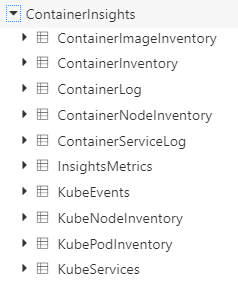 ContainerInsights
ContainerImageInventory
ContainerInventory
ContainerLog
ContainerNodeInventory
ContainerServiceLog
InsightsMetrics
KubeEvents
KubeNodeInventory
KubePodInventory
KubeServices